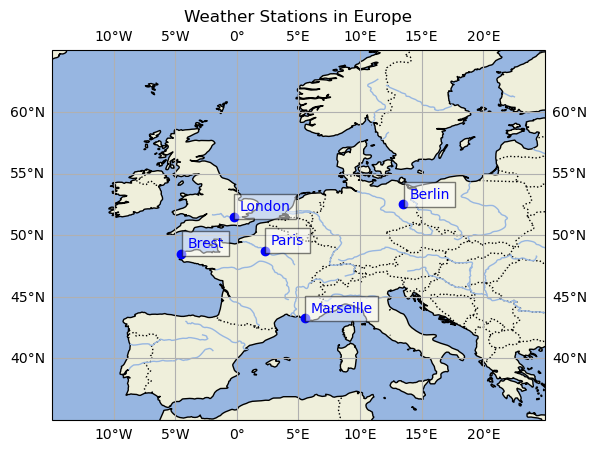 Weather Stations in Europe
10°W 5°W 0° 5°E 10°E 15°E 20°E
60°N 60°N
55°N 55°N
Berlin
London
50°N 50°N
Brest Paris
45°N 45°N
Marseille
40°N 40°N
10°W 5°W 0° 5°E 10°E 15°E 20°E